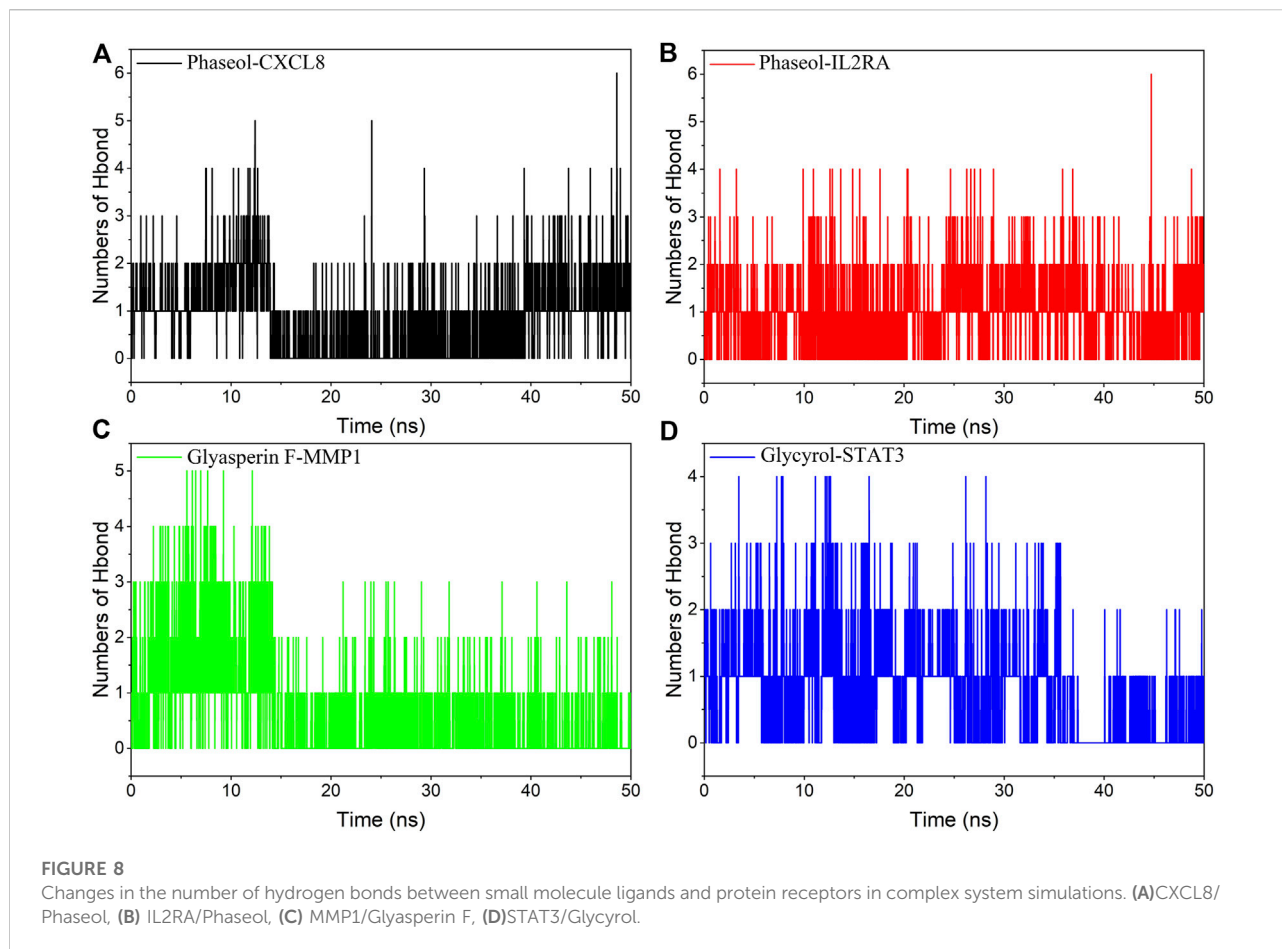 A
Phaseol-CXCL8
Numbers of Hbond
6
5
4
3
2
1
0
0 10 20 30 40 50
Time (ns)
B
Phaseol-IL2RA
Numbers of Hbond
6
5
4
3
2
1
0
0 10 20 30 40 50
Time (ns)
C
Glyasperin F-MMP1
Numbers of Hbond
5
4
3
2
1
0
0 10 20 30 40 50
Time (ns)
D
Glycyrol-STAT3
Numbers of Hbond
4
3
2
1
0
0 10 20 30 40 50
Time (ns)
FIGURE 8
Changes in the number of hydrogen bonds between small molecule ligands and protein receptors in complex system simulations. (A)CXCL8/
Phaseol, (B) IL2RA/Phaseol, (C) MMP1/Glyasperin F, (D)STAT3/Glycyrol.